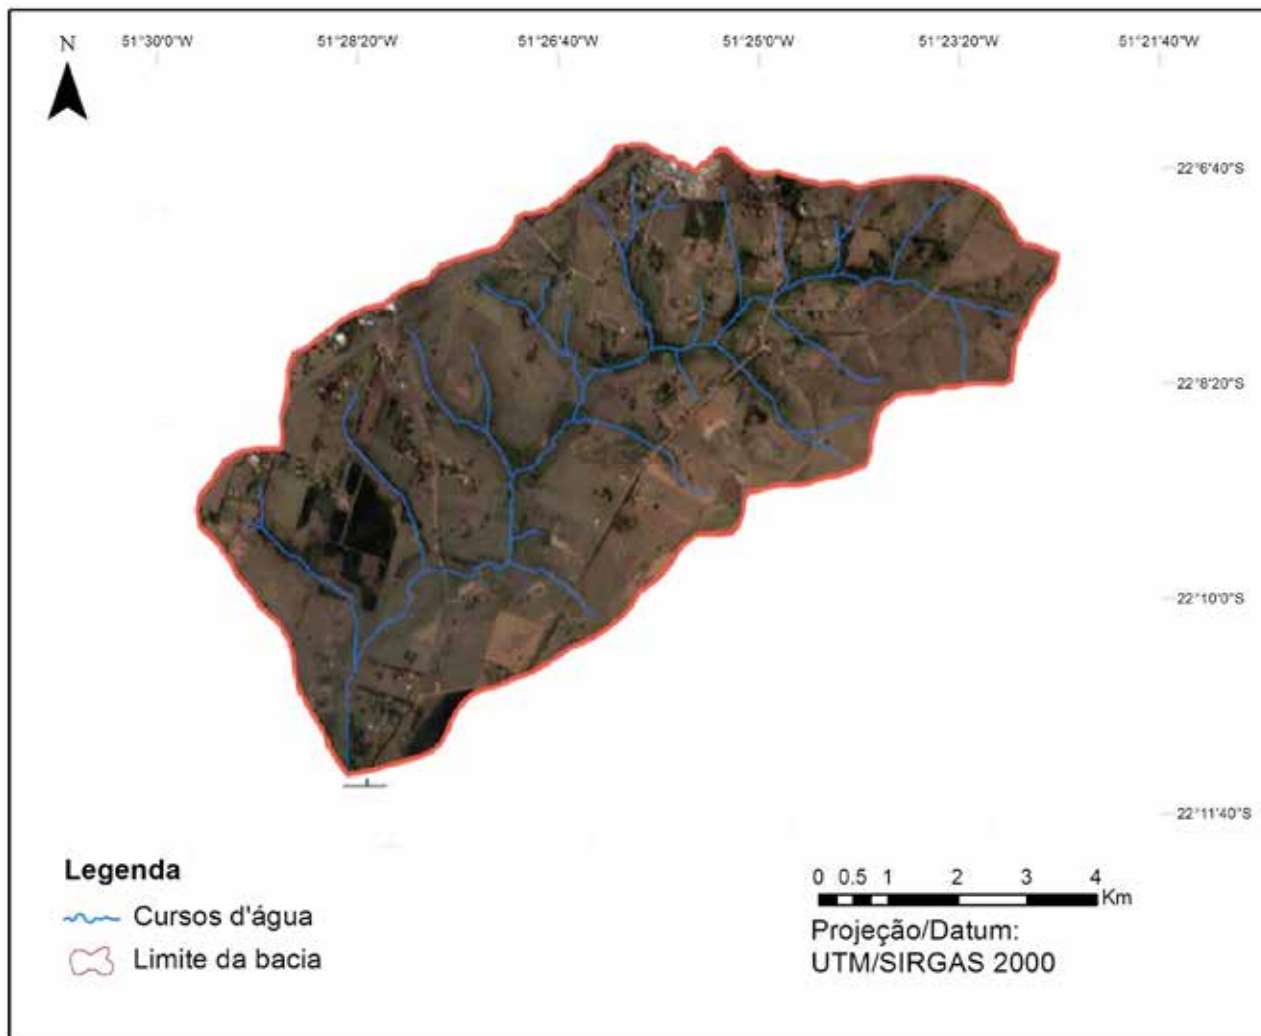 N
51°30'0"W 51°28'20"W 51°26'40"W 51°25'0"W 51°23'20"W 51°21'40"W
22°6'40"S
22°8'20"S
22°10'0"S
22°11'40"S
Legenda
Cursos d'água
Limite da bacia
0 0.5 1 2 3 4
Km
Projeção/Datum:
UTM/SIRGAS 2000